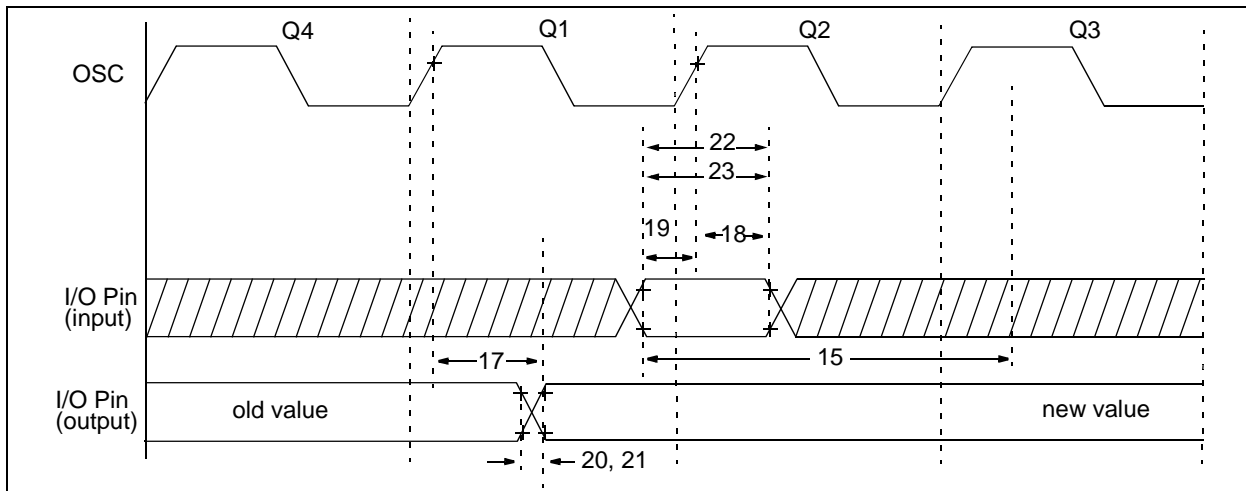 Q4 Q1 Q2 Q3
OSC
22
23
19
18
I/O Pin
(input)
17
15
I/O Pin
(output)
old value
new value
20, 21